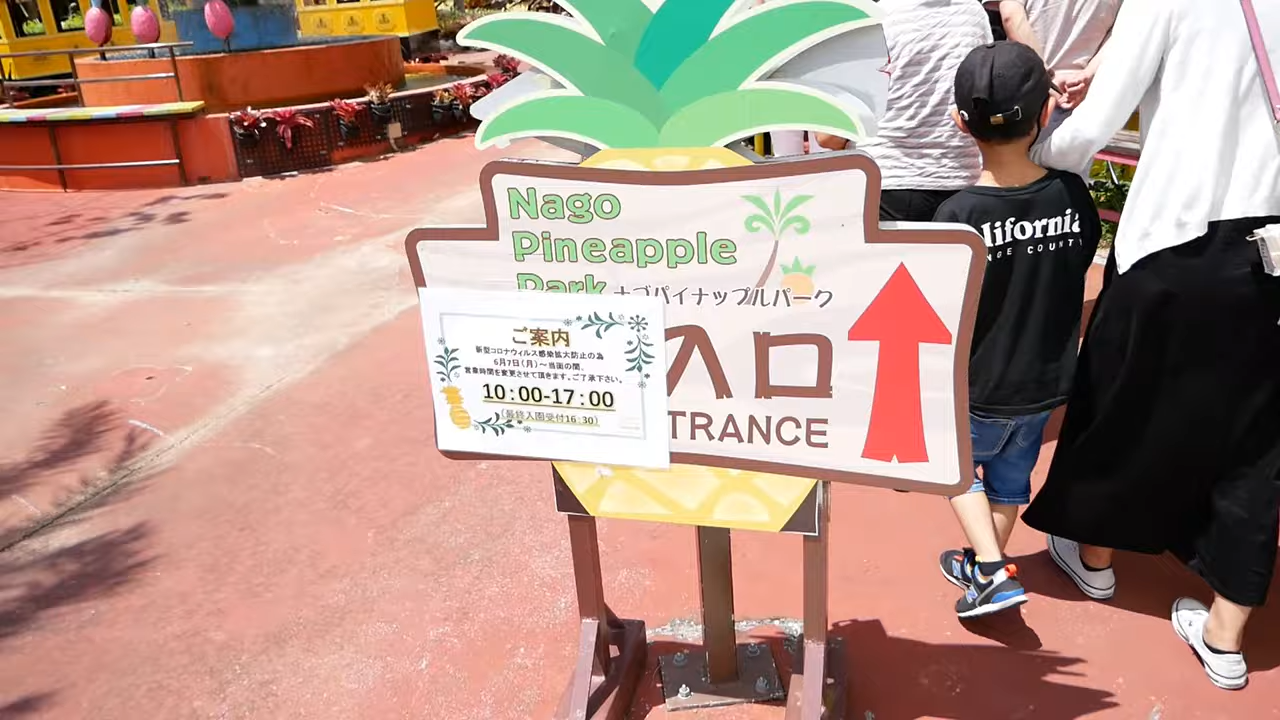 Nago
Pineapple
Park
ナゴパイナップルパーク
入口
TRANCE
ご案内
新型コロナウィルス感染拡大防止の為
6月7日(月)~当面の間、
営業時間を変更させて頂きます。ご了承下さい。
10:00-17:00
(最終入園受付16:30)
lifornia
NGE COUNTY